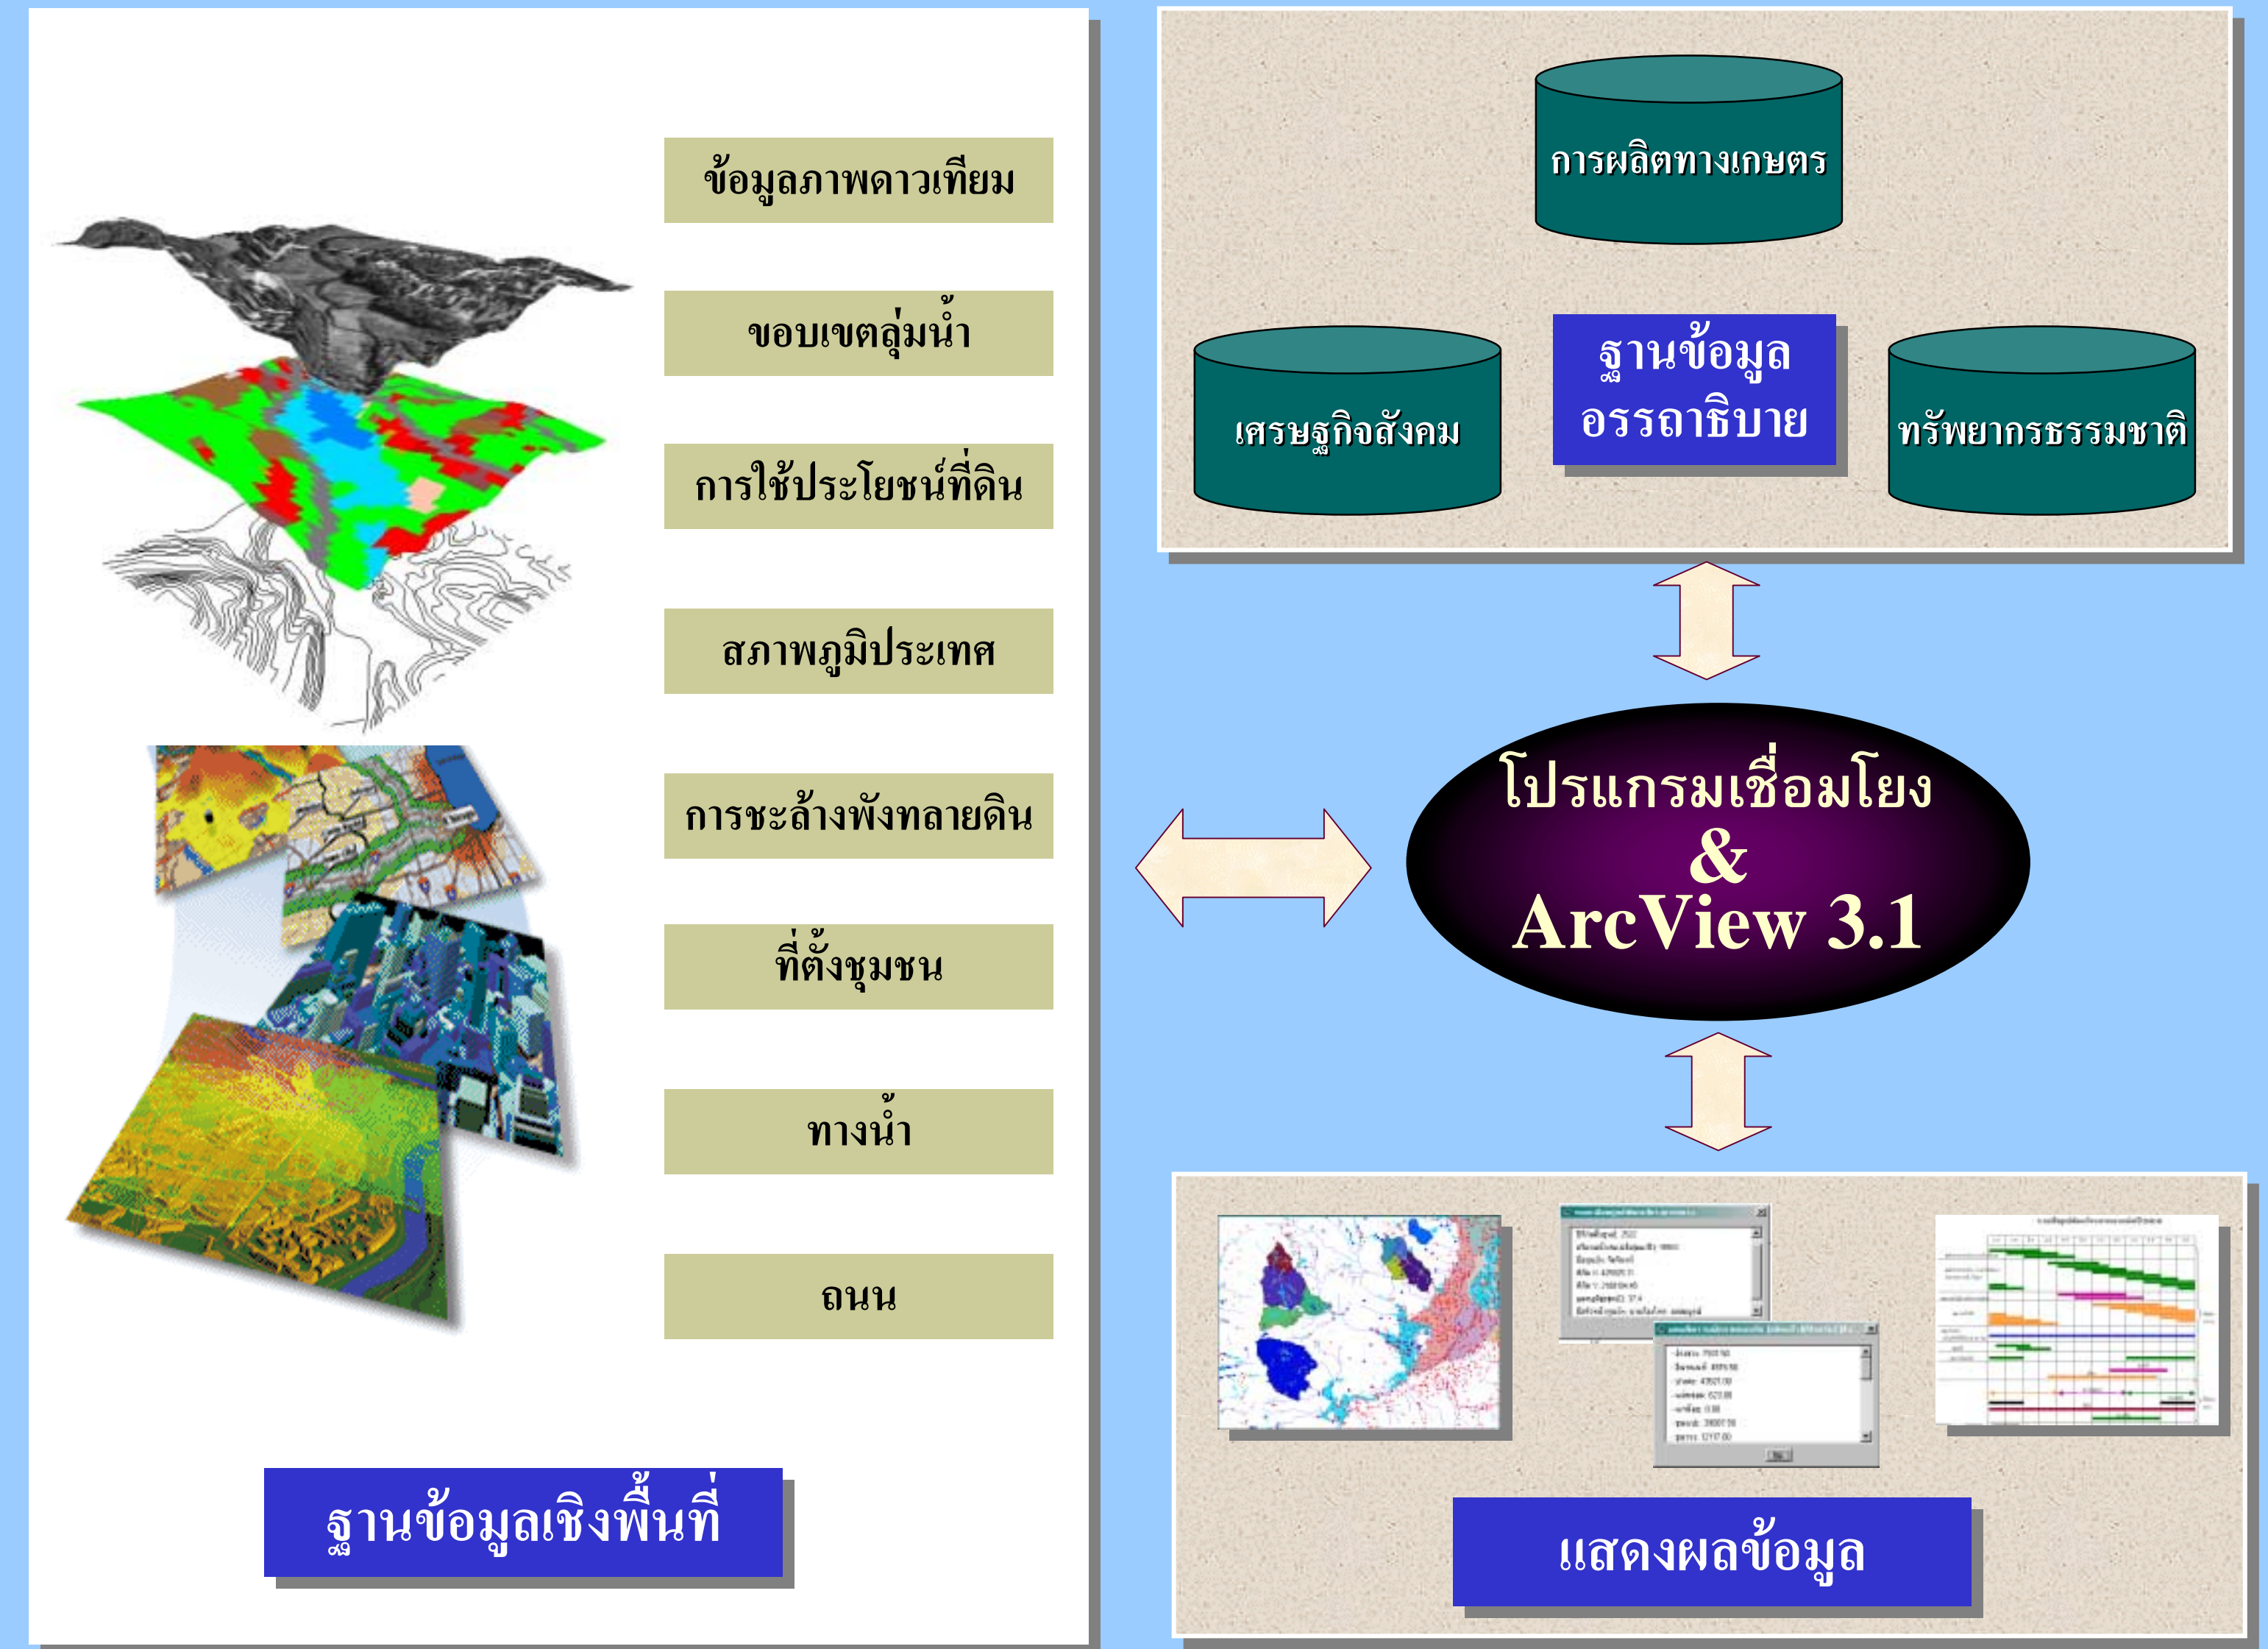 ข้อมูลภาพดาวเทียม
ขอบเขตลุ่มน้ำ
การใช้ประโยชน์ที่ดิน
สภาพภูมิประเทศ
การชะล้างพังทลายดิน
ที่ตั้งชุมชน
ทางน้ำ
ถนน
ฐานข้อมูลเชิงพื้นที่
การผลิตทางเกษตร
เศรษฐกิจสังคม
ฐานข้อมูล
อรรถาธิบาย
ทรัพยากรธรรมชาติ
โปรแกรมเชื่อมโยง
&
ArcView 3.1
แสดงผลข้อมูล